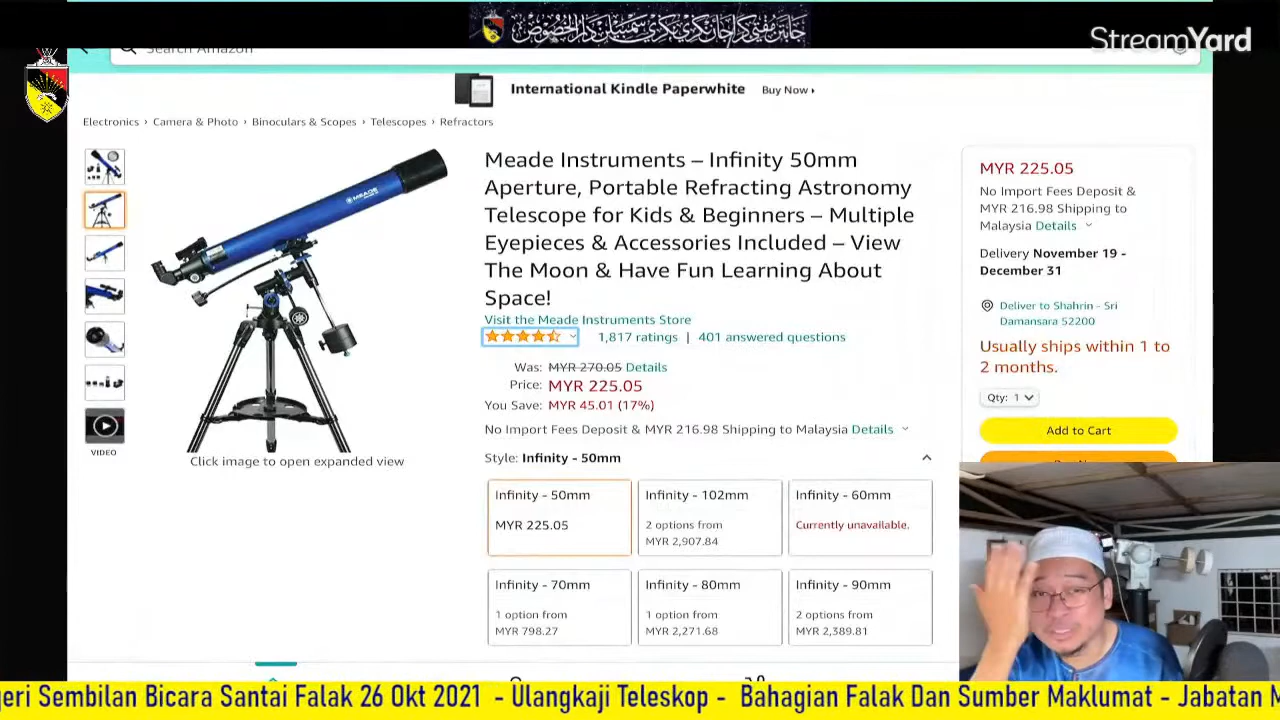 StreamYard
Search Amazon
International Kindle Paperwhite Buy Now
Electronics › Camera & Photo › Binoculars & Scopes › Telescopes › Refractors
Meade Instruments – Infinity 50mm
Aperture, Portable Refracting Astronomy
Telescope for Kids & Beginners – Multiple
Eyepieces & Accessories Included – View
The Moon & Have Fun Learning About
Space!
Visit the Meade Instruments Store
1,817 ratings | 401 answered questions
Was: MYR 270.05 Details
Price: MYR 225.05
You Save: MYR 45.01 (17%)
No Import Fees Deposit & MYR 216.98 Shipping to Malaysia Details
Style: Infinity - 50mm
Infinity - 50mm
MYR 225.05
Infinity - 102mm
2 options from
MYR 2,907.84
Infinity - 60mm
Currently unavailable.
Infinity - 70mm
1 option from
MYR 798.27
Infinity - 80mm
1 option from
MYR 2,271.68
Infinity - 90mm
2 options from
MYR 2,389.81
MEADE
VIDEO
Click image to open expanded view
MYR 225.05
No Import Fees Deposit &
MYR 216.98 Shipping to
Malaysia Details
Delivery November 19 -
December 31
Deliver to Shahrin - Sri
Damansara 52200
Usually ships within 1 to
2 months.
Qty: 1
Add to Cart
geri Sembilan Bicara Santai Falak 26 Okt 2021 - Ulangkaji Teleskop - Bahagian Falak Dan Sumber Maklumat - Jabatan M